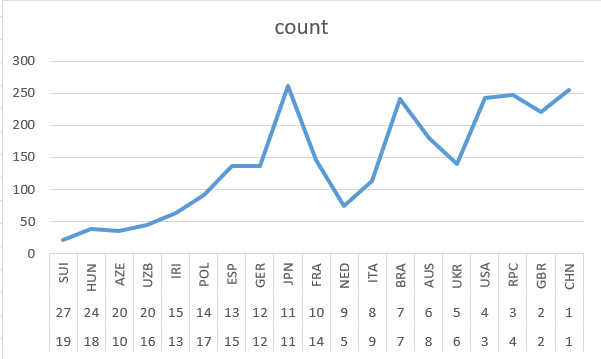 count
300
250
200
150
100
50
0
SUI HUN AZE UZB IRI POL ESP GER JPN FRA NED ITA BRA AUS UKR USA RPC GBR CHN
27 24 20 20 15 14 13 12 11 10 9 8 7 6 5 4 3 2 1
19 18 10 16 13 17 15 12 11 14 5 9 7 8 6 3 4 2 1